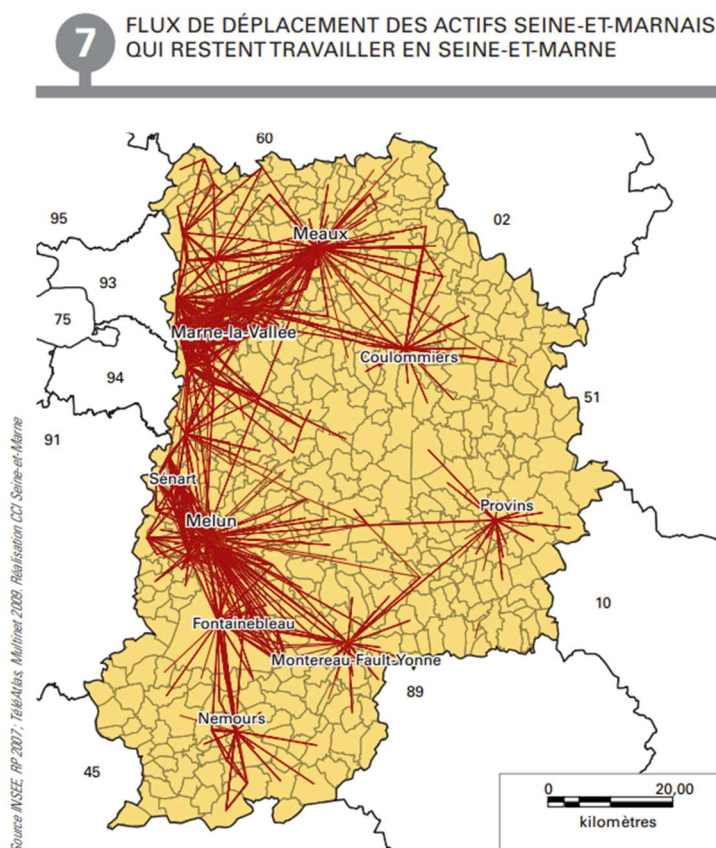 7
FLUX DE DÉPLACEMENT DES ACTIFS SEINE-ET-MARNAIS
QUI RESTENT TRAVAILLER EN SEINE-ET-MARNE
60
95
02
Meaux
93
75
Marne-la-Vallée
Coulommiers
94
51
91
Sénart
Provins
Melun
10
Fontainebleau
Montereau-Fault-Yonne
89
Nemours
45
0 20,00
kilomètres
Source INSEE, RP 2007 ; TéléAtlas, Multinet 2009, Réalisation CCI Seine-et-Marne